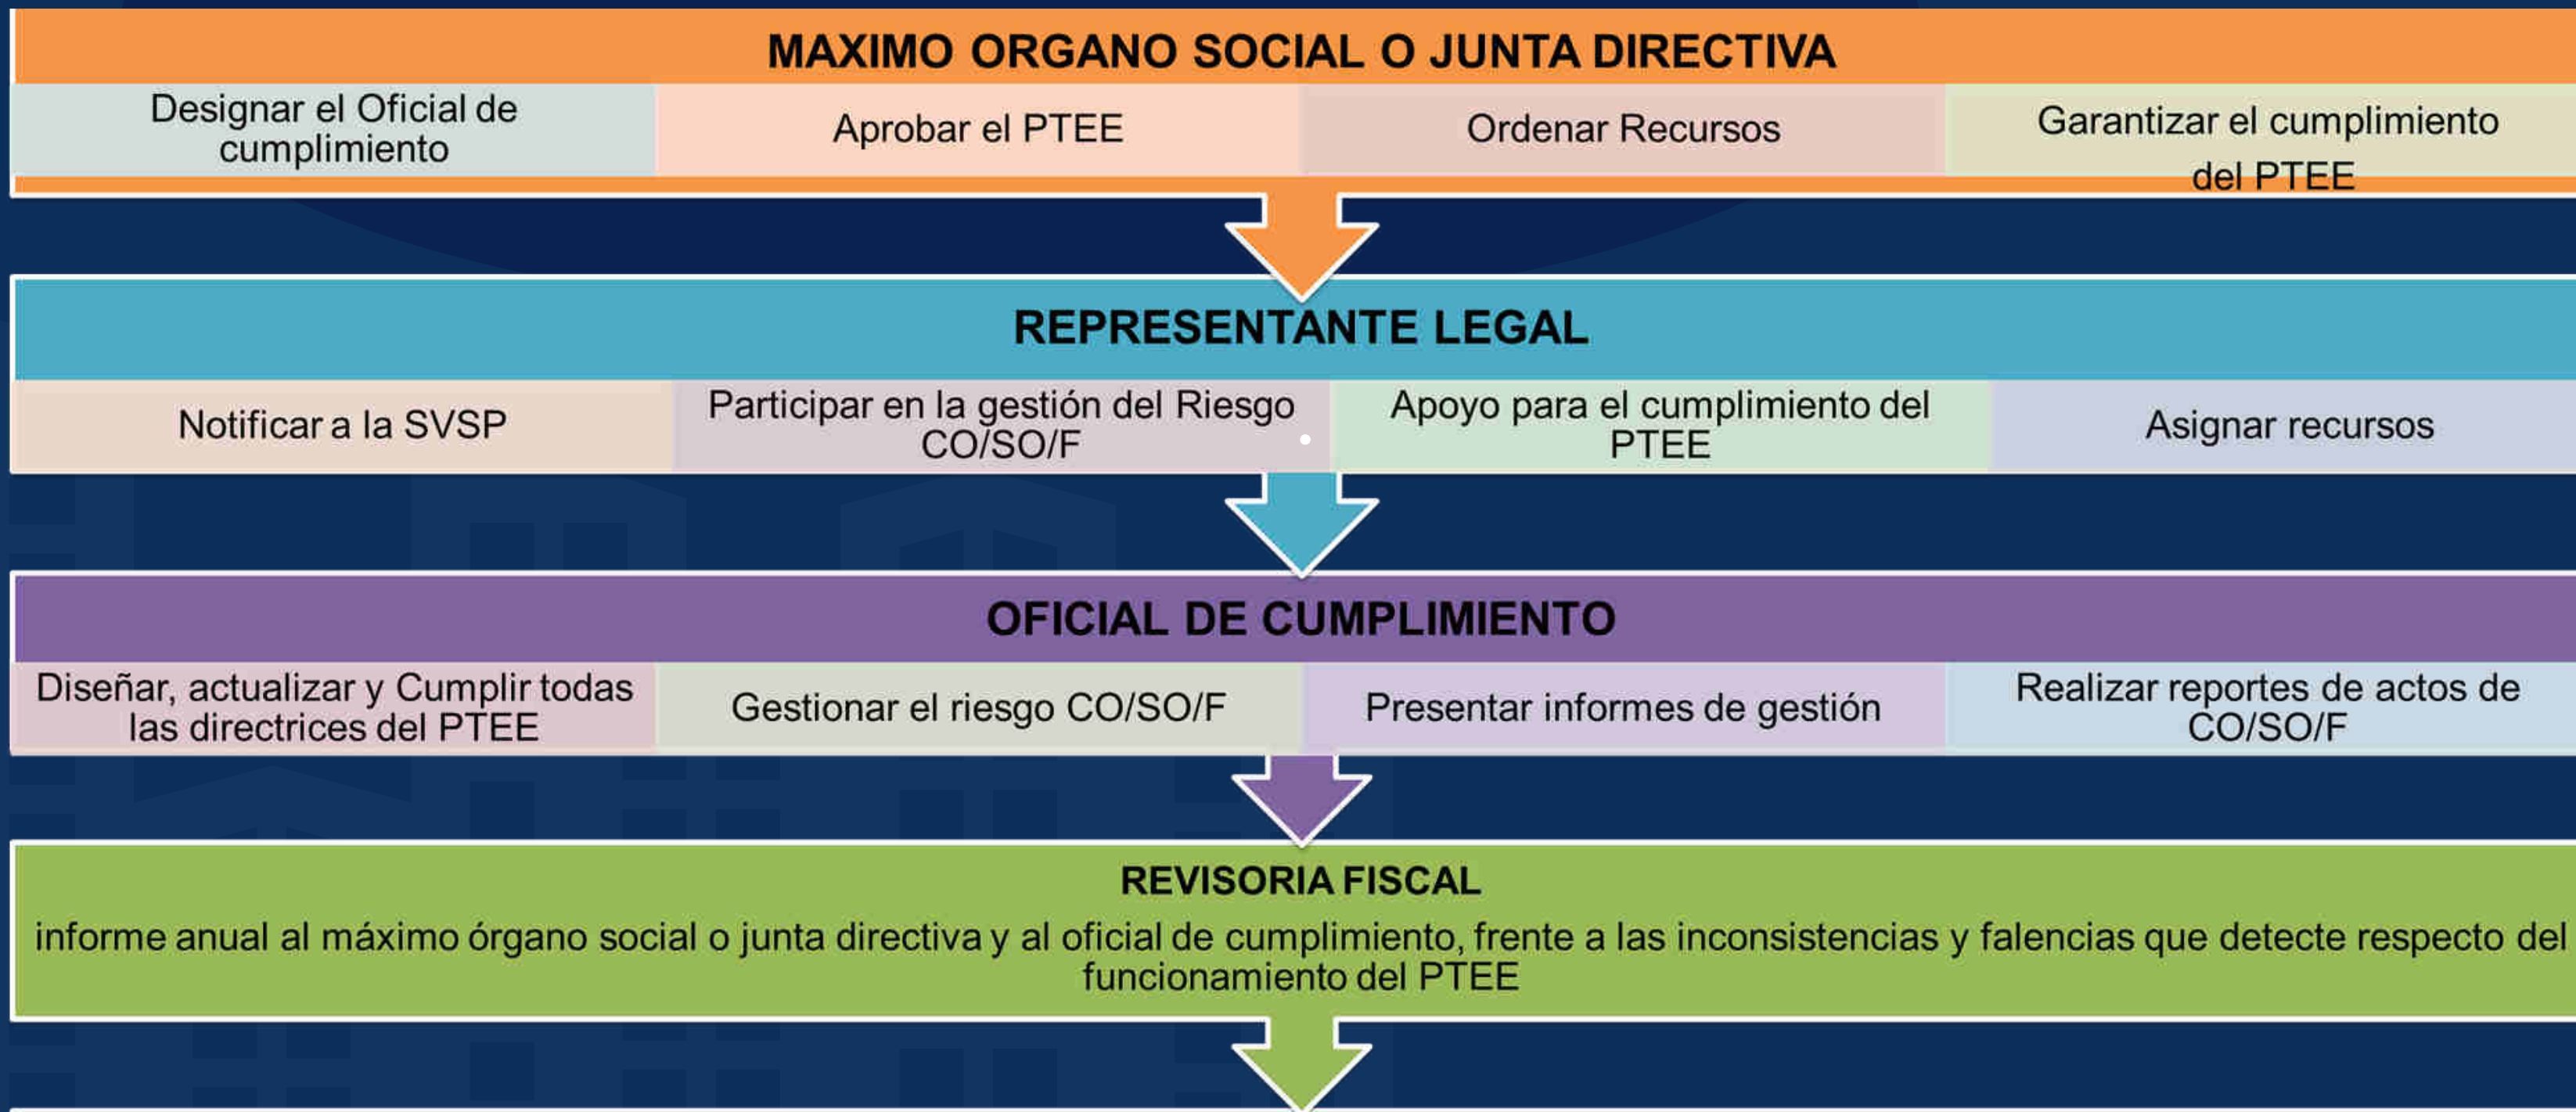 MAXIMO ORGANO SOCIAL O JUNTA DIRECTIVA
Designar el Oficial de
cumplimiento
Aprobar el PTEE
Ordenar Recursos
Garantizar el cumplimiento
del PTEE
REPRESENTANTE LEGAL
Notificar a la SVSP
Participar en la gestión del Riesgo
CO/SO/F
Apoyo para el cumplimiento del
PTEE
Asignar recursos
OFICIAL DE CUMPLIMIENTO
Diseñar, actualizar y Cumplir todas
las directrices del PTEE
Gestionar el riesgo CO/SO/F
Presentar informes de gestión
Realizar reportes de actos de
CO/SO/F
REVISORIA FISCAL
informe anual al máximo órgano social o junta directiva y al oficial de cumplimiento, frente a las inconsistencias y falencias que detecte respecto del
funcionamiento del PTEE